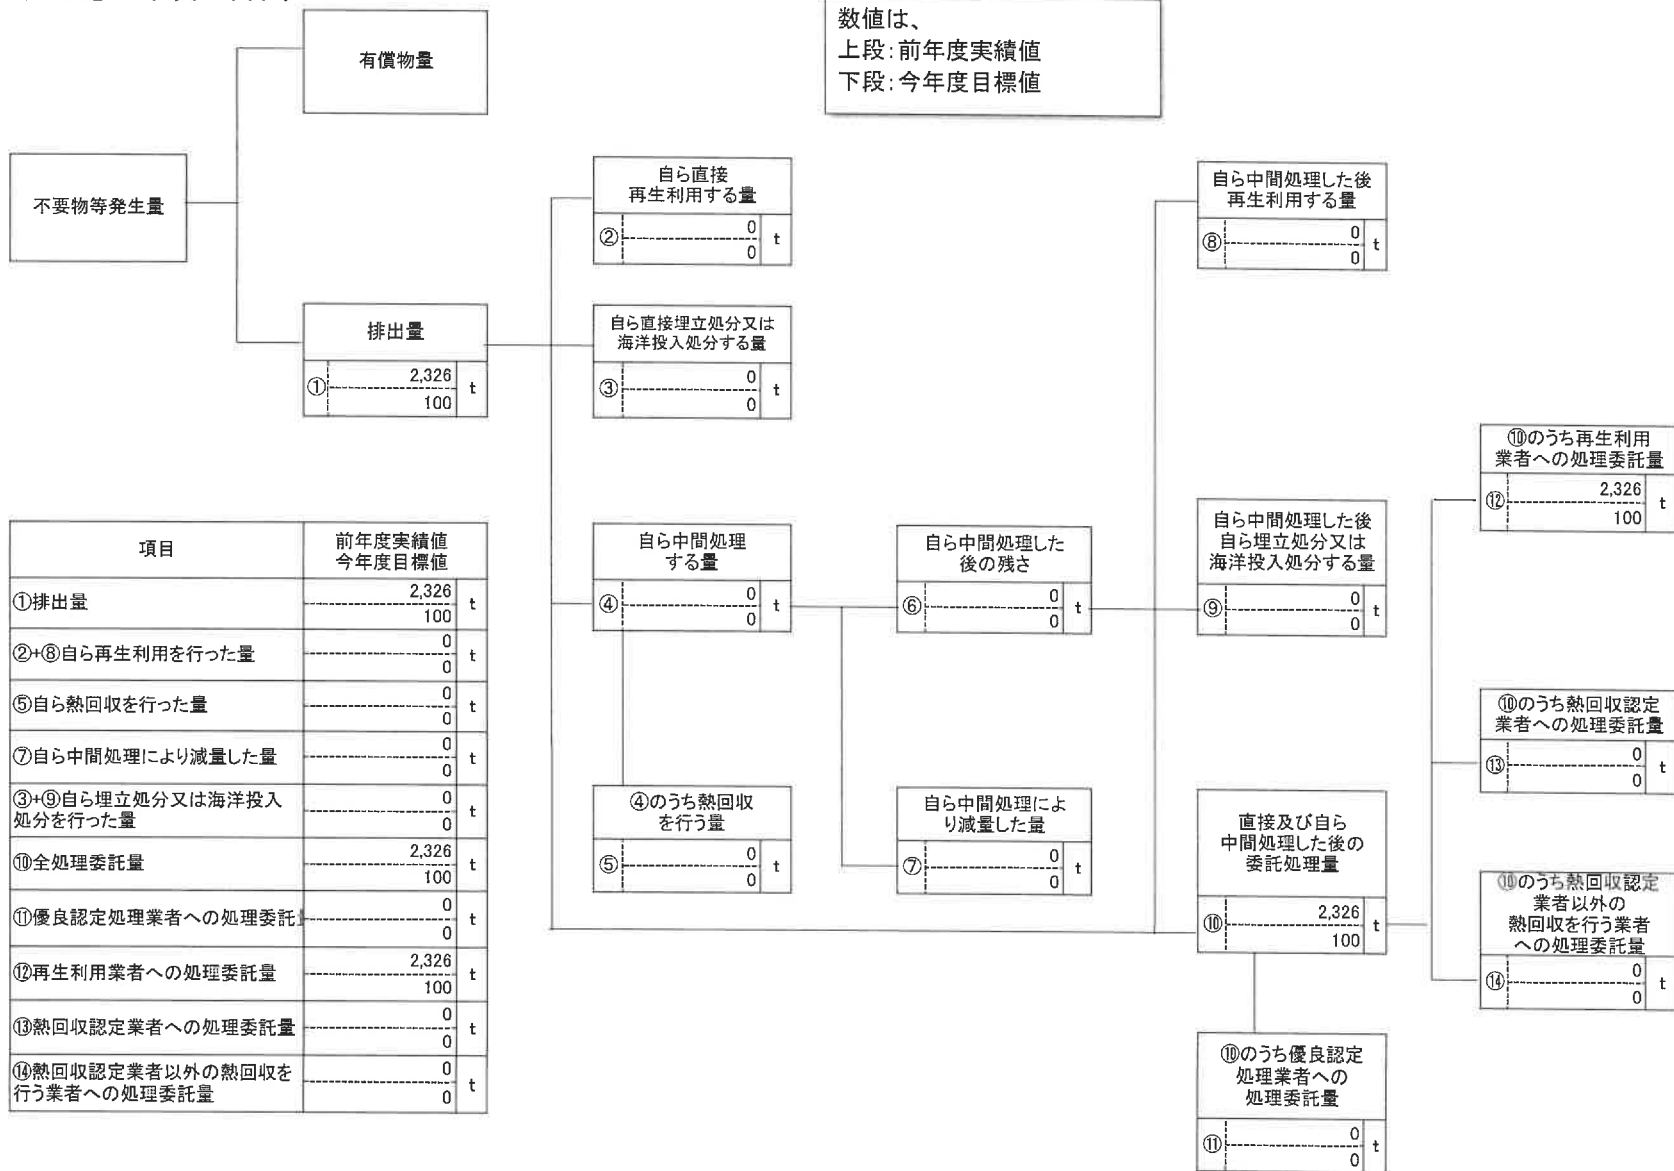 数値は、
上段：前年度実績値
下段：今年度目標値
有償物量
不要物等発生量
排出量
① 2,326 t
100
自ら直接
再生利用する量
② 0 t
0
自ら直接埋立処分又は
海洋投入処分する量
③ 0 t
0
自ら中間処理
する量
④ 0 t
0
④のうち熱回収
を行う量
⑤ 0 t
0
自ら中間処理した
後の残さ
⑥ 0 t
0
自ら中間処理によ
り減量した量
⑦ 0 t
0
自ら中間処理した後
再生利用する量
⑧ 0 t
0
自ら中間処理した後
自ら埋立処分又は
海洋投入処分する量
⑨ 0 t
0
直接及び自ら
中間処理した後の
委託処理量
⑩ 2,326 t
100
⑩のうち優良認定
処理業者への
処理委託量
⑪ 0 t
0
⑩のうち再生利用
業者への処理委託量
⑫ 2,326 t
100
⑩のうち熱回収認定
業者への処理委託量
⑬ 0 t
0
⑩のうち熱回収認定
業者以外の
熱回収を行う業者
への処理委託量
⑭ 0 t
0
項目 前年度実績値
今年度目標値
①排出量 2,326 t
100
②+⑧自ら再生利用を行った量 0 t
0
⑤自ら熱回収を行った量 0 t
0
⑦自ら中間処理により減量した量 0 t
0
③+⑨自ら埋立処分又は海洋投入
処分を行った量 0 t
0
⑩全処理委託量 2,326 t
100
⑪優良認定処理業者への処理委託 0 t
0
⑫再生利用業者への処理委託量 2,326 t
100
⑬熱回収認定業者への処理委託量 0 t
0
⑭熱回収認定業者以外の熱回収を
行う業者への処理委託量 0 t
0